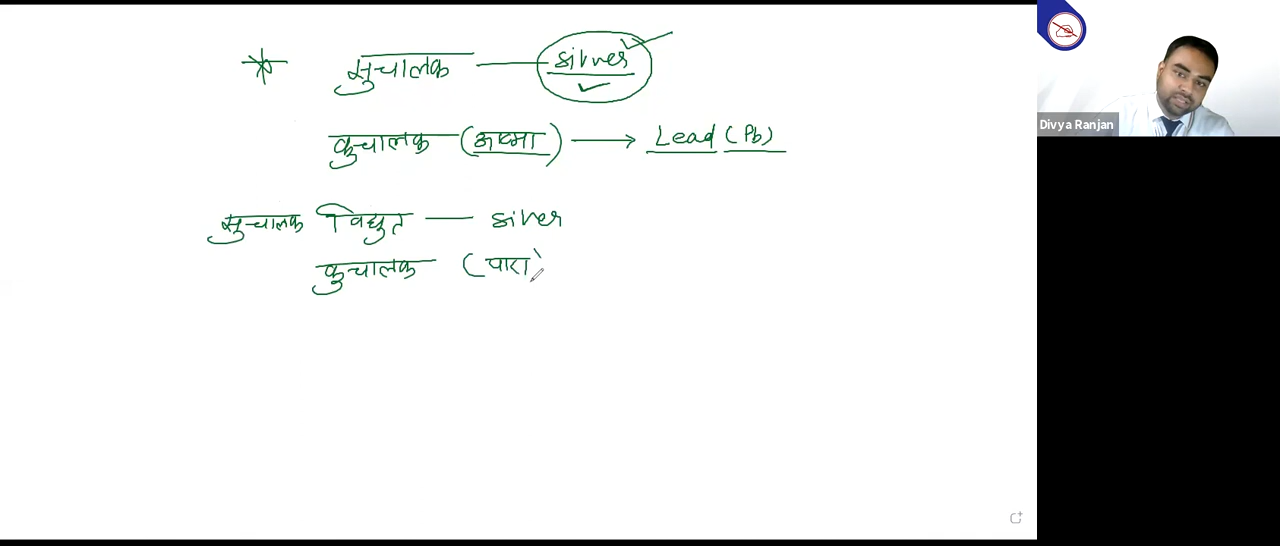 सुचालक — silver
कुचालक (ऊष्मा) → Lead (Pb)
सुचालक विद्युत — silver
कुचालक (पारा)
Divya Ranjan